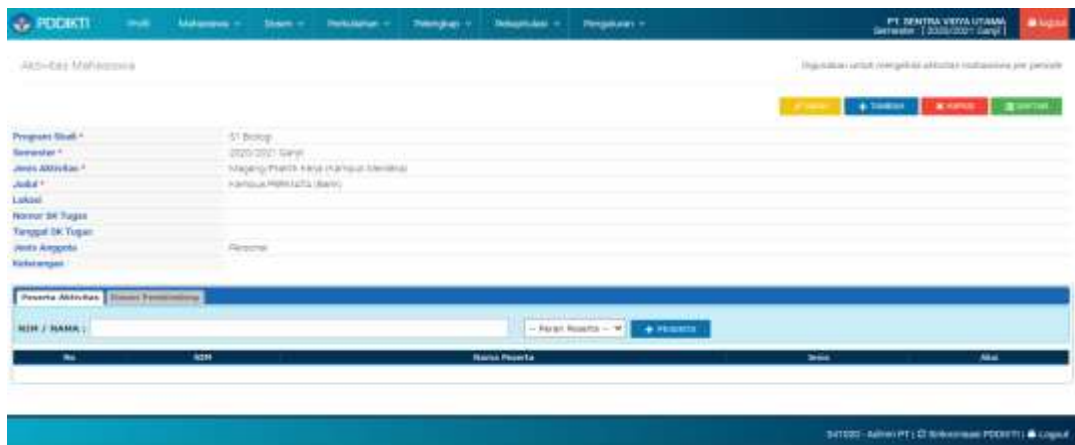 PDDIKTI Profil Mahasiswa Dosen Perkuliahan Pelengkap Rekapitulasi Pengaturan PT. SENTRA VIDYA UTAMA logout
Semester [ 2020/2021 Ganjil ]
Aktivitas Mahasiswa Digunakan untuk mengelola aktivitas mahasiswa per periode
TAMBAH HAPUS DAFTAR
Program Studi * S1 Biologi
Semester * 2020/2021 Ganjil
Jenis Aktivitas * Magang/Praktik Kerja (Kampus Merdeka)
Judul * Kampus
Lokasi
Nomor SK Tugas
Tanggal SK Tugas
Jenis Anggota Personal
Keterangan
Peserta Aktivitas Dosen Pembimbing
NIM / NAMA : -- Peran Peserta -- PESERTA
No NIM Nama Peserta Jenis Aksi
Admin PT | Sinkronisasi PDDIKTI | Logout